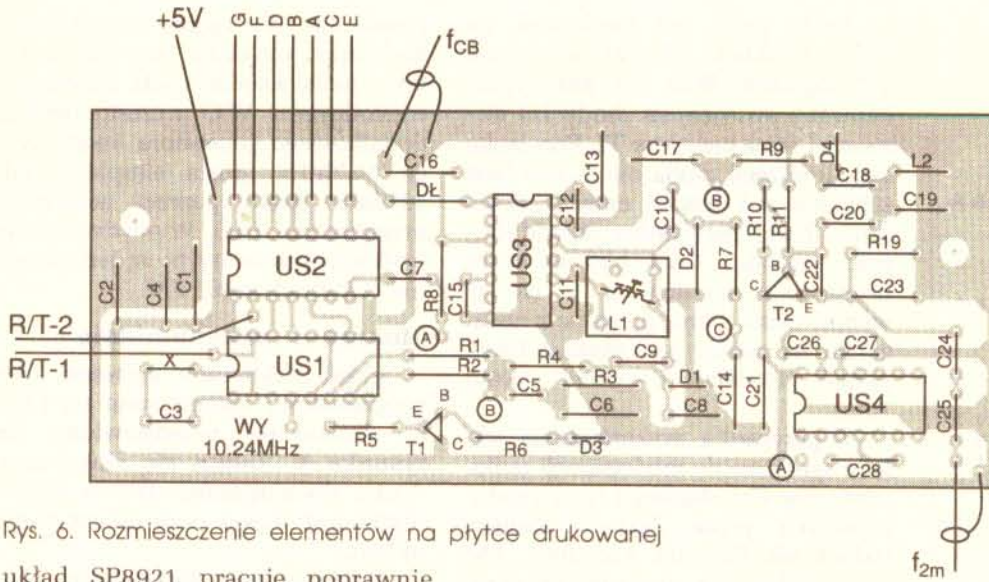 +5V
G F D B A C E
fCB
C16
DŁ
C13
C17
R9
D4
L2
C18
C19
C12
C10
B
R10
R11
C20
US3
US2
C2
C4
C1
C7
R8
C15
C11
L1
D2
R7
B
C22
R19
C23
C
E
T2
R/T-2
R/T-1
A
C
US1
X
C3
R1
R2
R4
C9
R3
D1
C5
C6
C8
B
C14
C21
C26
C27
C24
US4
C25
WY
10.24MHz
R5
E
B
T1
C
R6
D3
A
C28
Rys. 6. Rozmieszczenie elementów na płytce drukowanej
f2m
układ SP8921 pracuje poprawnie